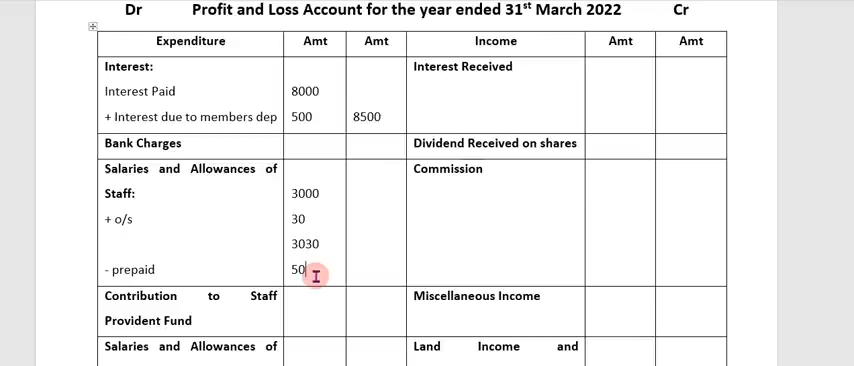 Dr Profit and Loss Account for the year ended 31st March 2022 Cr
Expenditure Amt Amt Income Amt Amt
Interest: Interest Received
Interest Paid 8000
+ Interest due to members dep 500 8500
Bank Charges Dividend Received on shares
Salaries and Allowances of Commission
Staff: 3000
+ o/s 30
3030
- prepaid 50
Contribution to Staff Miscellaneous Income
Provident Fund
Salaries and Allowances of Land Income and